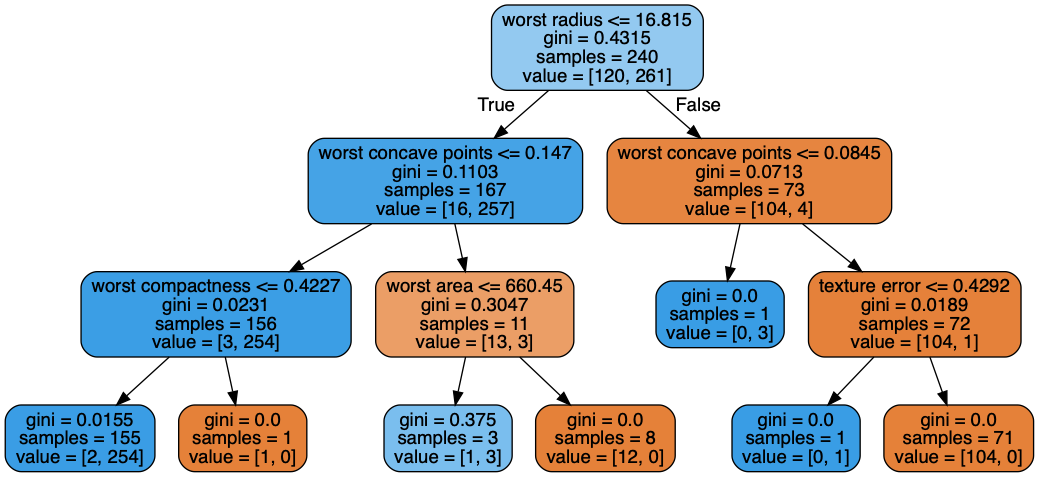 worst radius <= 16.815
gini = 0.4315
samples = 240
value = [120, 261]
True
False
worst concave points <= 0.147
gini = 0.1103
samples = 167
value = [16, 257]
worst concave points <= 0.0845
gini = 0.0713
samples = 73
value = [104, 4]
worst compactness <= 0.4227
gini = 0.0231
samples = 156
value = [3, 254]
worst area <= 660.45
gini = 0.3047
samples = 11
value = [13, 3]
gini = 0.0
samples = 1
value = [0, 3]
texture error <= 0.4292
gini = 0.0189
samples = 72
value = [104, 1]
gini = 0.0155
samples = 155
value = [2, 254]
gini = 0.0
samples = 1
value = [1, 0]
gini = 0.375
samples = 3
value = [1, 3]
gini = 0.0
samples = 8
value = [12, 0]
gini = 0.0
samples = 1
value = [0, 1]
gini = 0.0
samples = 71
value = [104, 0]